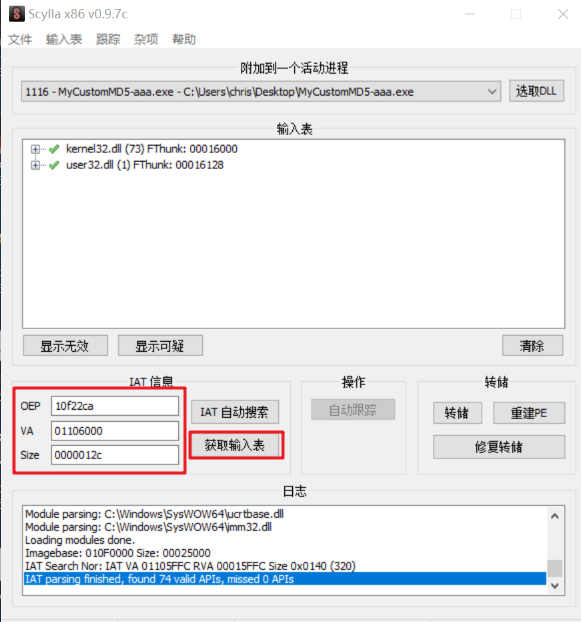 Scylla x86 v0.9.7c
文件 输入表 跟踪 杂项 帮助
附加到一个活动进程
1116 - MyCustomMD5-aaa.exe - C:\Users\chris\Desktop\MyCustomMD5-aaa.exe
选取DLL
输入表
kernel32.dll (73) FThunk: 00016000
user32.dll (1) FThunk: 00016128
显示无效 显示可疑 清除
IAT 信息
OEP 10f22ca
VA 01106000
Size 0000012c
IAT 自动搜索
获取输入表
操作
自动跟踪
转储
转储 重建PE
修复转储
日志
Module parsing: C:\Windows\SysWOW64\ucrtbase.dll
Module parsing: C:\Windows\SysWOW64\imm32.dll
Loading modules done.
Imagebase: 010F0000 Size: 00025000
IAT Search Nor: IAT VA 01105FFC RVA 00015FFC Size 0x0140 (320)
IAT parsing finished, found 74 valid APIs, missed 0 APIs